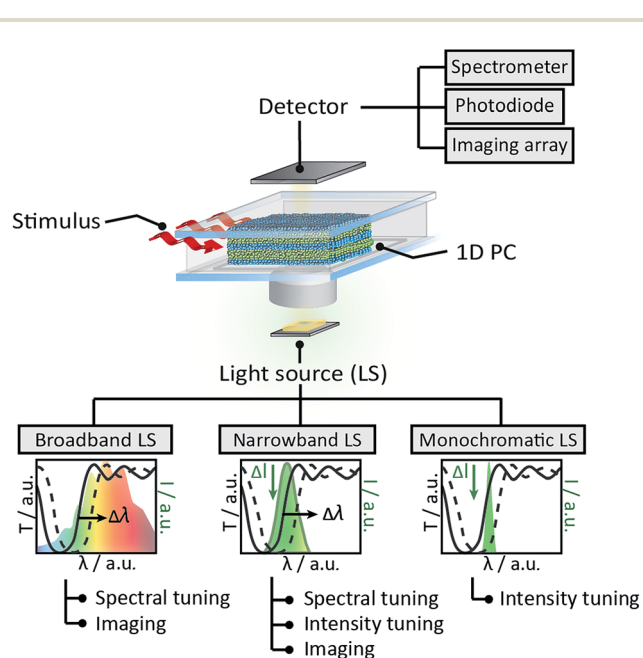 Spectrometer
Detector
Photodiode
Imaging array
Stimulus
1D PC
Light source (LS)
Broadband LS
Narrowband LS
Monochromatic LS
T / a.u.
Δλ
I / a.u.
λ / a.u.
T / a.u.
ΔI
Δλ
I / a.u.
λ / a.u.
T / a.u.
ΔI
I / a.u.
λ / a.u.
Spectral tuning
Imaging
Spectral tuning
Intensity tuning
Imaging
Intensity tuning